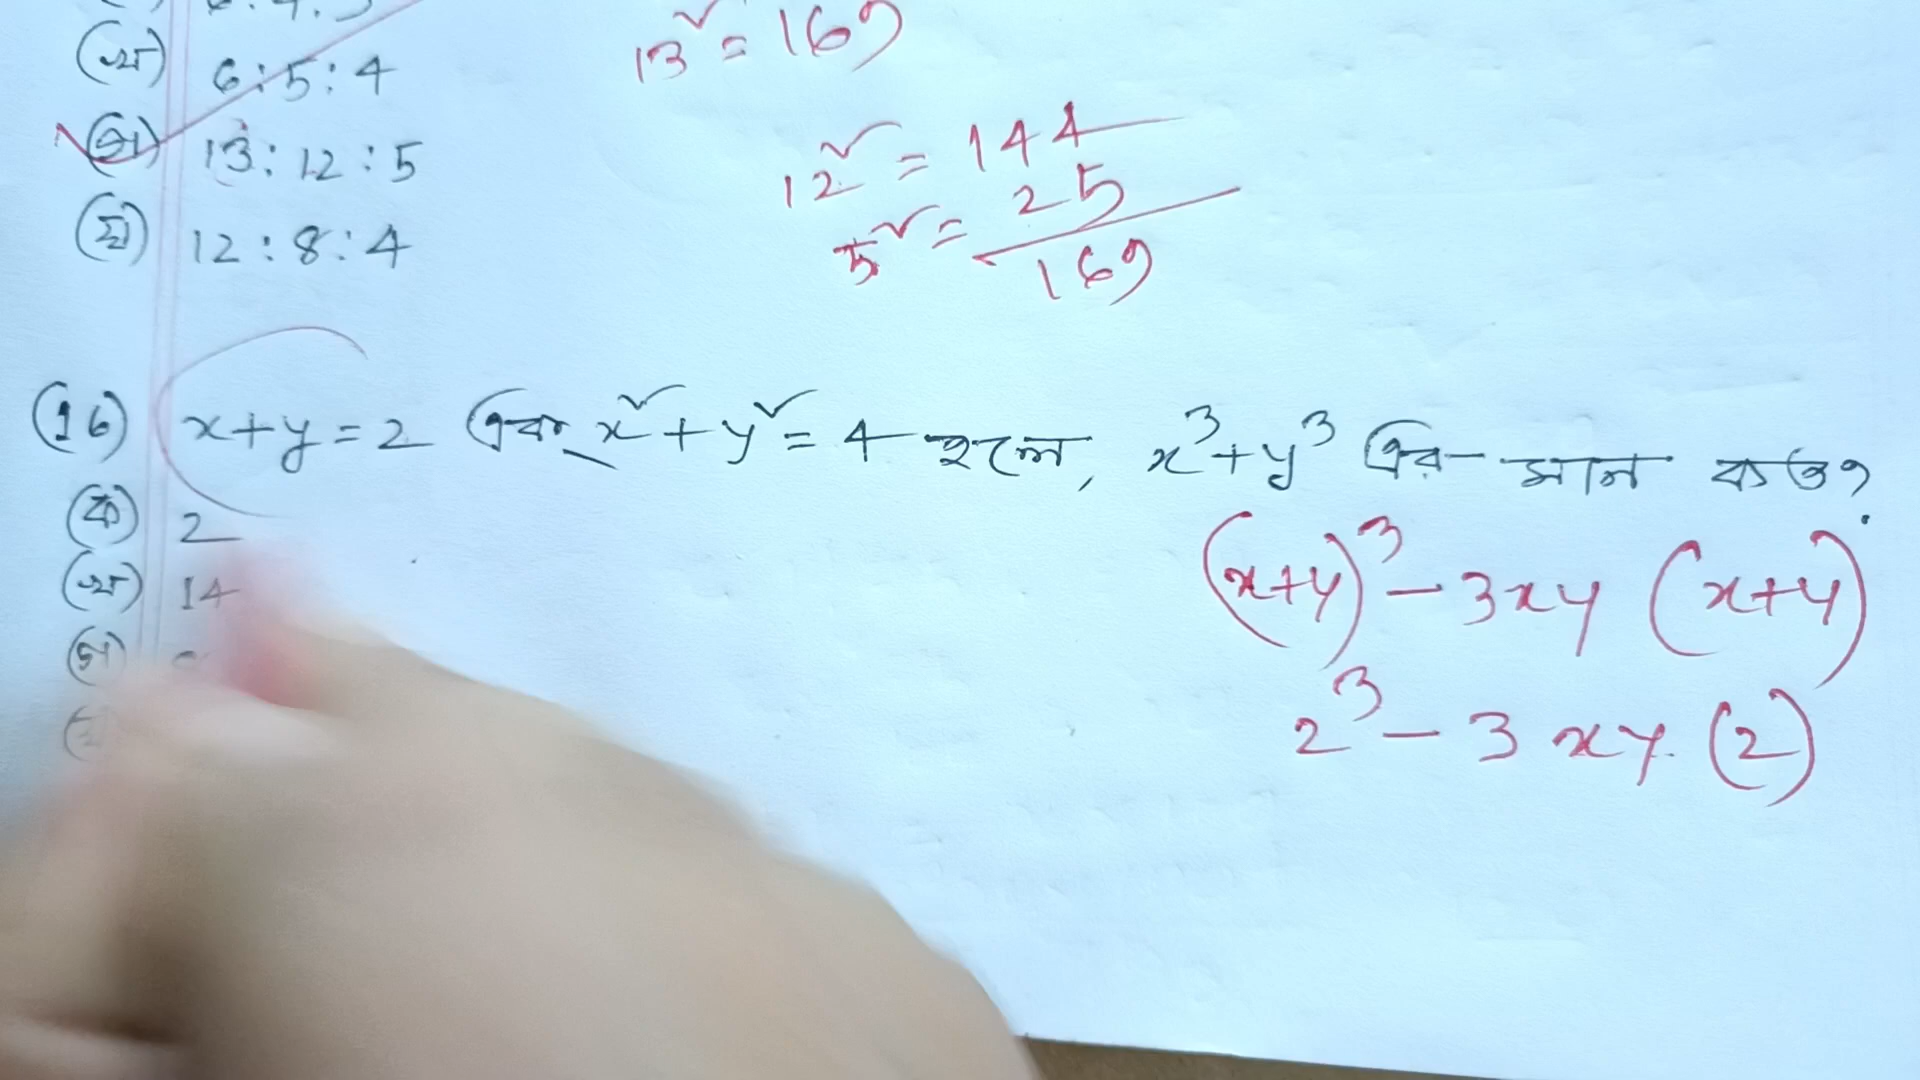 (খ) 6:5:4
13² = 169
(গ) 13:12:5
12² = 144
(ঘ) 12:8:4
5² = 25
169
(16) x+y=2 এবং x²+y²=4 হলে, x³+y³ এর মান কত?
(ক) 2
(খ) 14
(গ)
(x+y)³-3xy(x+y)
2³-3xy.(2)